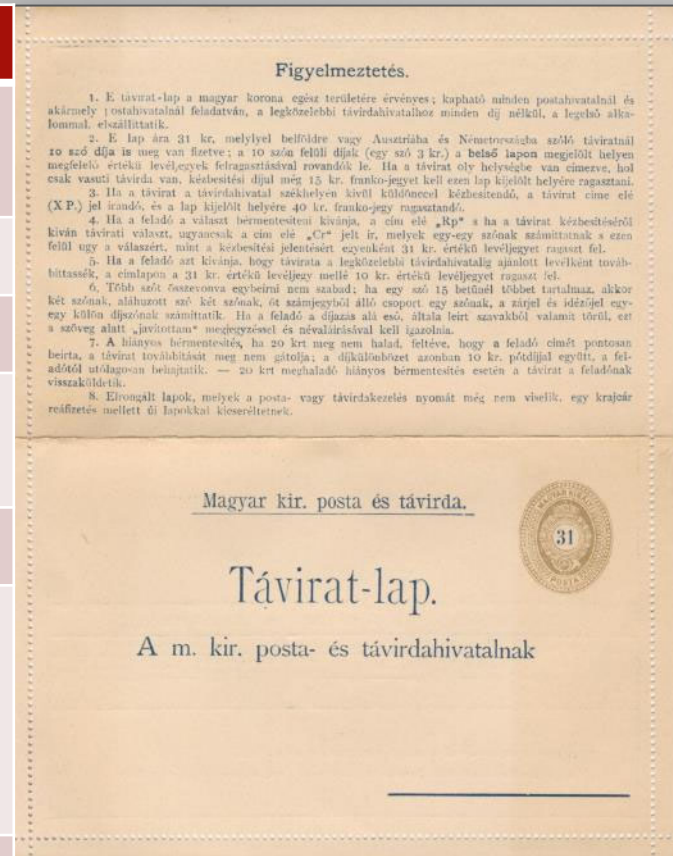 Figyelmeztetés.
1. E távirat-lap a magyar korona egész területére érvényes; kapható minden postahivatalnál és
akármely postahivatalnál feladatván, a legközelebbi távirdahivatalhoz minden díj nélkül, a legelső alka-
lommal, elszállíttatik.
2. E lap ára 31 kr, melylyel belföldre vagy Ausztriába és Németországba szóló táviratnál
10 szó díja is meg van fizetve; a 10 szón felüli díjak (egy szó 3 kr.) a belső lapon megjelölt helyen
megfelelő értékű levéljegyek felragasztásával rovandók le. Ha a távirat oly helységbe van címezve, hol
csak vasuti távirda van, kézbesítési díjul még 15 kr. franko-jegyet kell ezen lap kijelölt helyére ragasztani.
3. Ha a távirat a távirdahivatal székhelyén kívül küldöncel kézbesítendő, a távirat címe elé
(X P.) jel irandó, és a lap kijelölt helyére 40 kr. franko-jegy ragasztandó.
4. Ha a feladó a választ bérmentesíteni kívánja, a cím elé „Rp“ s ha a távirat kézbesítéséről
kíván távirati választ, ugyancsak a cím elé „Cr“ jelt ír, melyek egy-egy szónak számíttatnak s ezen
felül ugy a válaszért, mint a kézbesítési jelentésért egyenként 31 kr. értékű levéljegyet ragaszt fel.
5. Ha a feladó azt kívánja, hogy távirata a legközelebbi távirdahivatalig ajánlott levélként továb-
bíttassék, a címlapon a 31 kr. értékű levéljegy mellé 10 kr. értékű levéljegyet ragaszt fel.
6. Több szót összevonva egybeírni nem szabad; ha egy szó 15 betünél többet tartalmaz, akkor
két szónak, aláhuzott szó két szónak, öt számjegyből álló csoport egy szónak, a zárjel és idézőjel egy-
egy külön díjszónak számíttatik. Ha a feladó a díjazás alá eső, általa leírt szavakból valamit töröl, ezt
a szöveg alatt „javítottam“ megjegyzéssel és névaláírásával kell igazolnia.
7. A hiányos bérmentesítés, ha 20 krt meg nem halad, feltéve, hogy a feladó címét pontosan
beírta, a távirat továbbítását meg nem gátolja; a díjkülönbözet azonban 10 kr. pótdíjjal együtt, a fel-
adótól utólagosan behajtatik. — 20 krt meghaladó hiányos bérmentesítés esetén a távirat a feladónak
visszaküldetik.
8. Elrongált lapok, melyek a posta- vagy távirdakezelés nyomát még nem viselik, egy krajcár
reáfizetés mellett új lapokkal kicseréltetnek.
Magyar kir. posta és távirda.
MAGYAR KIRÁLYI
31
POSTA
Távirat-lap.
A m. kir. posta- és távirdahivatalnak